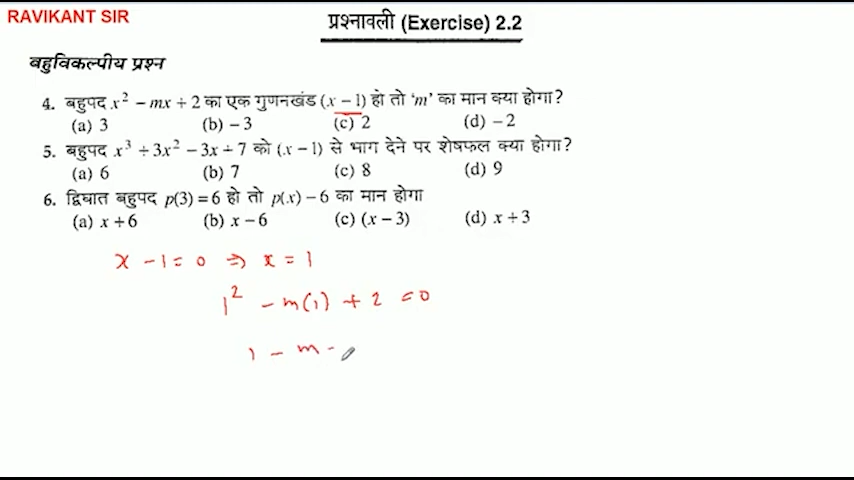 RAVIKANT SIR
प्रश्नावली (Exercise) 2.2
बहुविकल्पीय प्रश्न
4. बहुपद x² − mx + 2 का एक गुणनखंड (x − 1) हो तो 'm' का मान क्या होगा?
(a) 3 (b) − 3 (c) 2 (d) − 2
5. बहुपद x³ + 3x² − 3x + 7 को (x − 1) से भाग देने पर शेषफल क्या होगा?
(a) 6 (b) 7 (c) 8 (d) 9
6. द्विघात बहुपद p(3) = 6 हो तो p(x) − 6 का मान होगा
(a) x + 6 (b) x − 6 (c) (x − 3) (d) x + 3
x − 1 = 0 ⇒ x = 1
1² − m(1) + 2 = 0
1 − m −